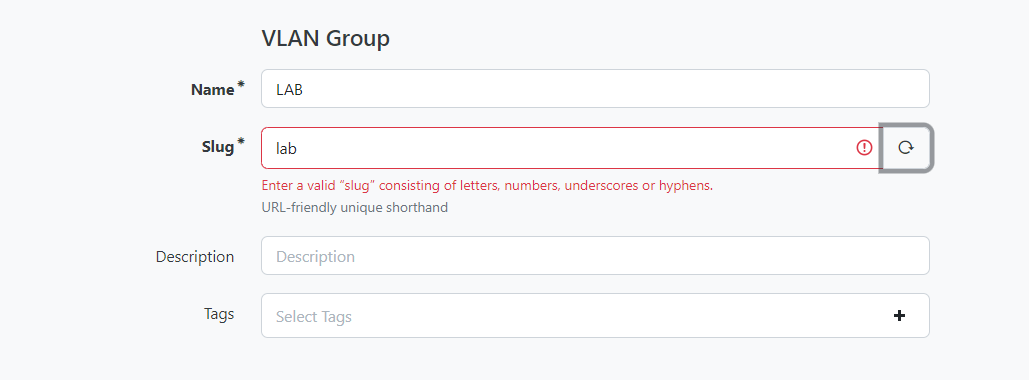 VLAN Group
Name*
LAB
Slug*
lab
Enter a valid “slug” consisting of letters, numbers, underscores or hyphens.
URL-friendly unique shorthand
Description
Description
Tags
Select Tags